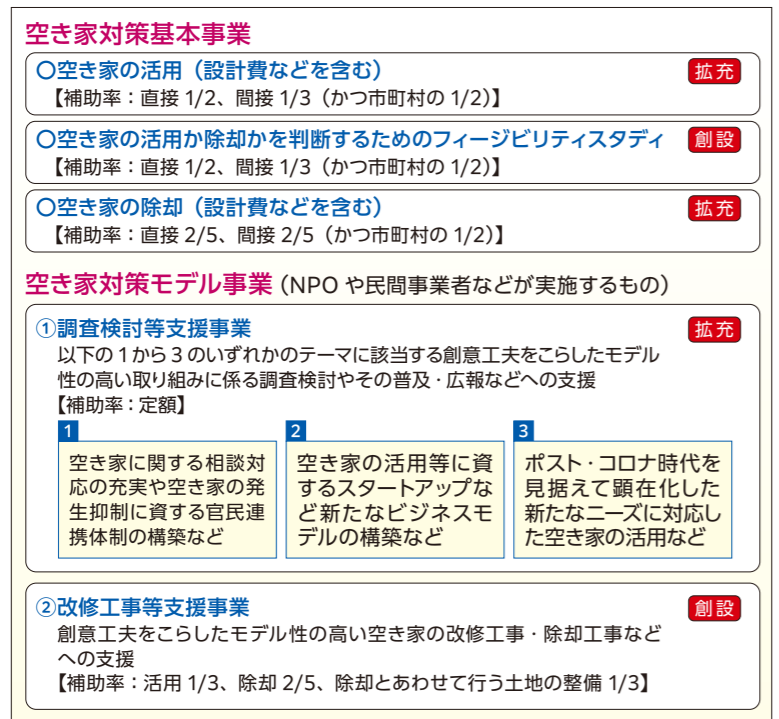 空き家対策基本事業
〇空き家の活用（設計費などを含む） 拡充
【補助率：直接 1/2、間接 1/3（かつ市町村の 1/2）】
〇空き家の活用か除却かを判断するためのフィージビリティスタディ 創設
【補助率：直接 1/2、間接 1/3（かつ市町村の 1/2）】
〇空き家の除却（設計費などを含む） 拡充
【補助率：直接 2/5、間接 2/5（かつ市町村の 1/2）】
空き家対策モデル事業（NPO や民間事業者などが実施するもの）
①調査検討等支援事業 拡充
以下の 1 から 3 のいずれかのテーマに該当する創意工夫をこらしたモデル
性の高い取り組みに係る調査検討やその普及・広報などへの支援
【補助率：定額】
1
空き家に関する相談対
応の充実や空き家の発
生抑制に資する官民連
携体制の構築など
2
空き家の活用等に資
するスタートアップな
ど新たなビジネスモ
デルの構築など
3
ポスト・コロナ時代を
見据えて顕在化した
新たなニーズに対応し
た空き家の活用など
②改修工事等支援事業 創設
創意工夫をこらしたモデル性の高い空き家の改修工事・除却工事など
への支援
【補助率：活用 1/3、除却 2/5、除却とあわせて行う土地の整備 1/3】